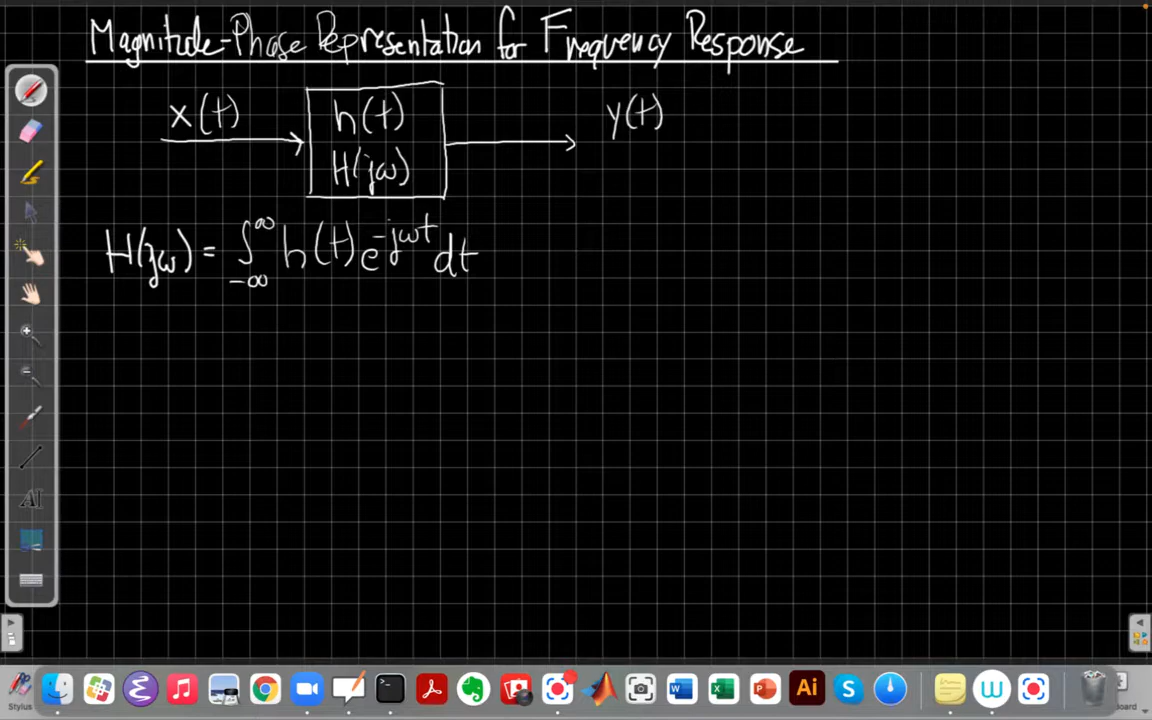 Magnitude-Phase Representation for Frequency Response
x(t)
h(t)
H(jω)
y(t)
H(jω) = ∫_{-∞}^{∞} h(t)e^{-jωt}dt